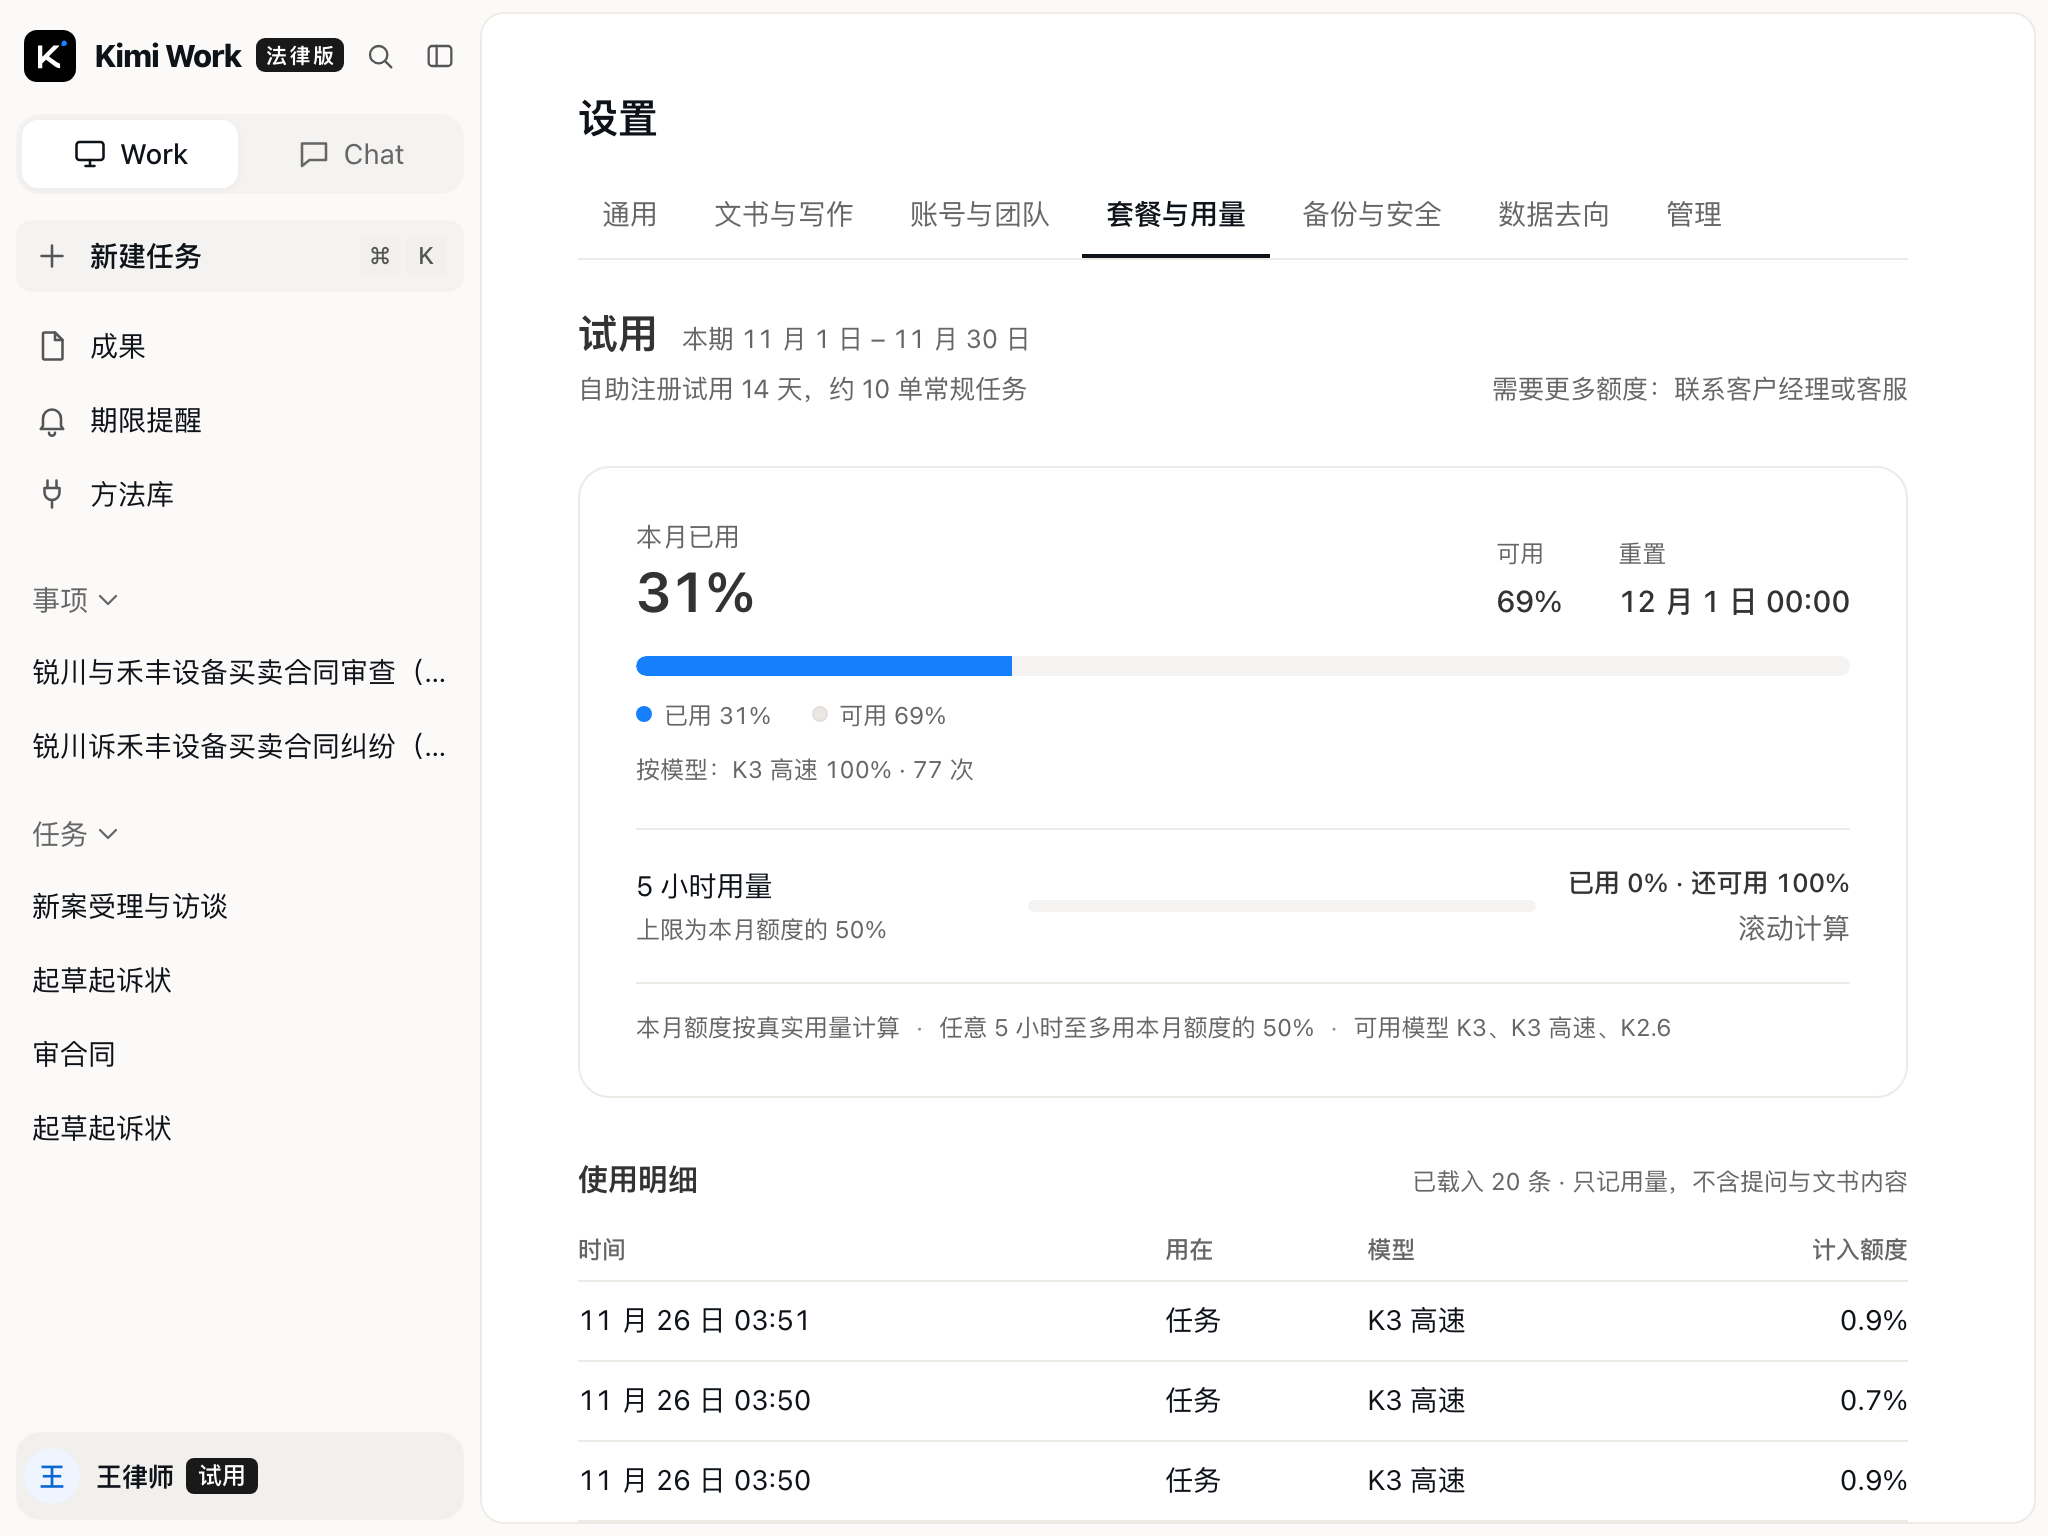 Kimi Work 法律版
Work
Chat
新建任务 ⌘ K
成果
期限提醒
方法库
事项
锐川与禾丰设备买卖合同审查（...
锐川诉禾丰设备买卖合同纠纷（...
任务
新案受理与访谈
起草起诉状
审合同
起草起诉状
王 王律师 试用
设置
通用 文书与写作 账号与团队 套餐与用量 备份与安全 数据去向 管理
试用 本期 11 月 1 日 – 11 月 30 日
自助注册试用 14 天，约 10 单常规任务
需要更多额度：联系客户经理或客服
本月已用
31%
可用
69%
重置
12 月 1 日 00:00
已用 31% 可用 69%
按模型：K3 高速 100% · 77 次
5 小时用量
上限为本月额度的 50%
已用 0% · 还可用 100%
滚动计算
本月额度按真实用量计算 · 任意 5 小时至多用本月额度的 50% · 可用模型 K3、K3 高速、K2.6
使用明细
已载入 20 条 · 只记用量，不含提问与文书内容
时间 用在 模型 计入额度
11 月 26 日 03:51 任务 K3 高速 0.9%
11 月 26 日 03:50 任务 K3 高速 0.7%
11 月 26 日 03:50 任务 K3 高速 0.9%